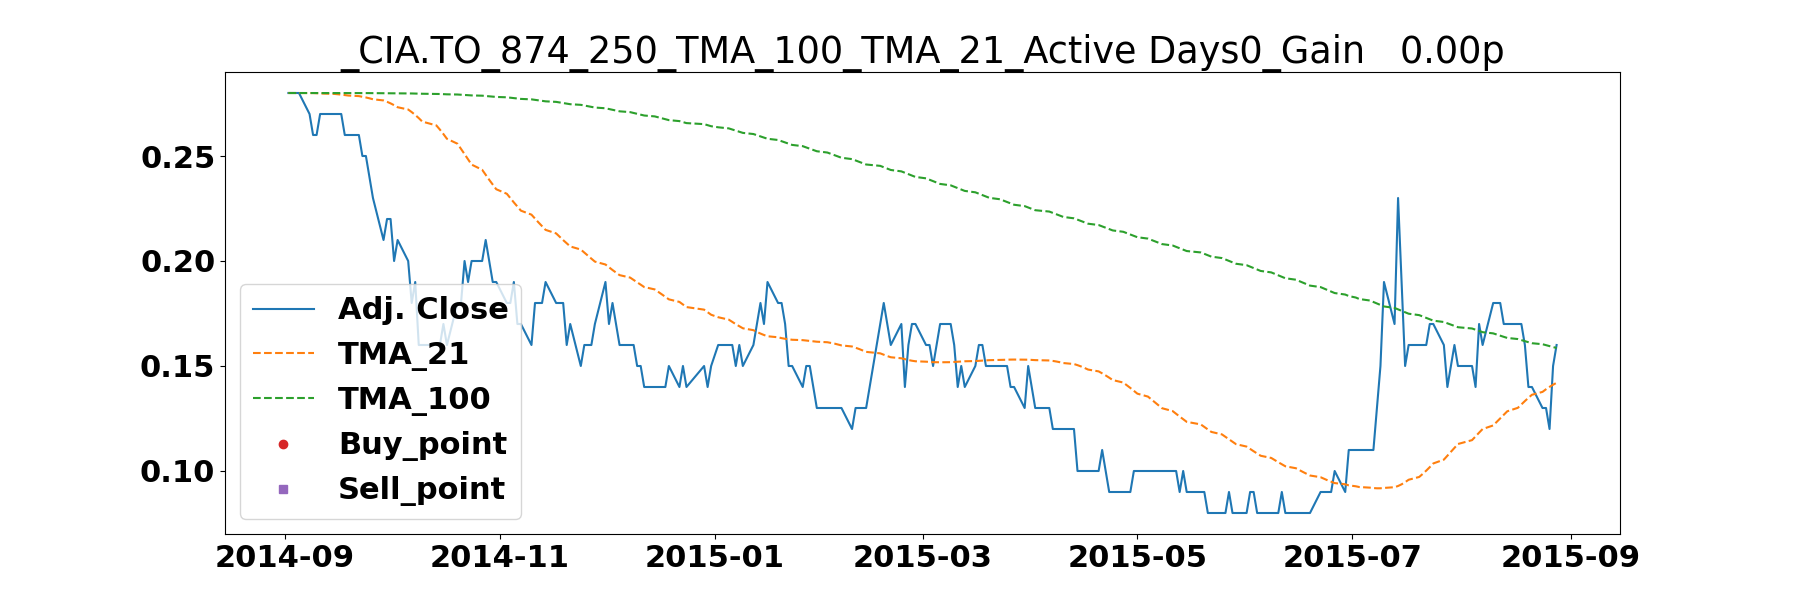 _CIA.TO_874_250_TMA_100_TMA_21_Active Days0_Gain   0.00p
0.25
0.20
0.15
0.10
Adj. Close
TMA_21
TMA_100
Buy_point
Sell_point
2014-09 2014-11 2015-01 2015-03 2015-05 2015-07 2015-09